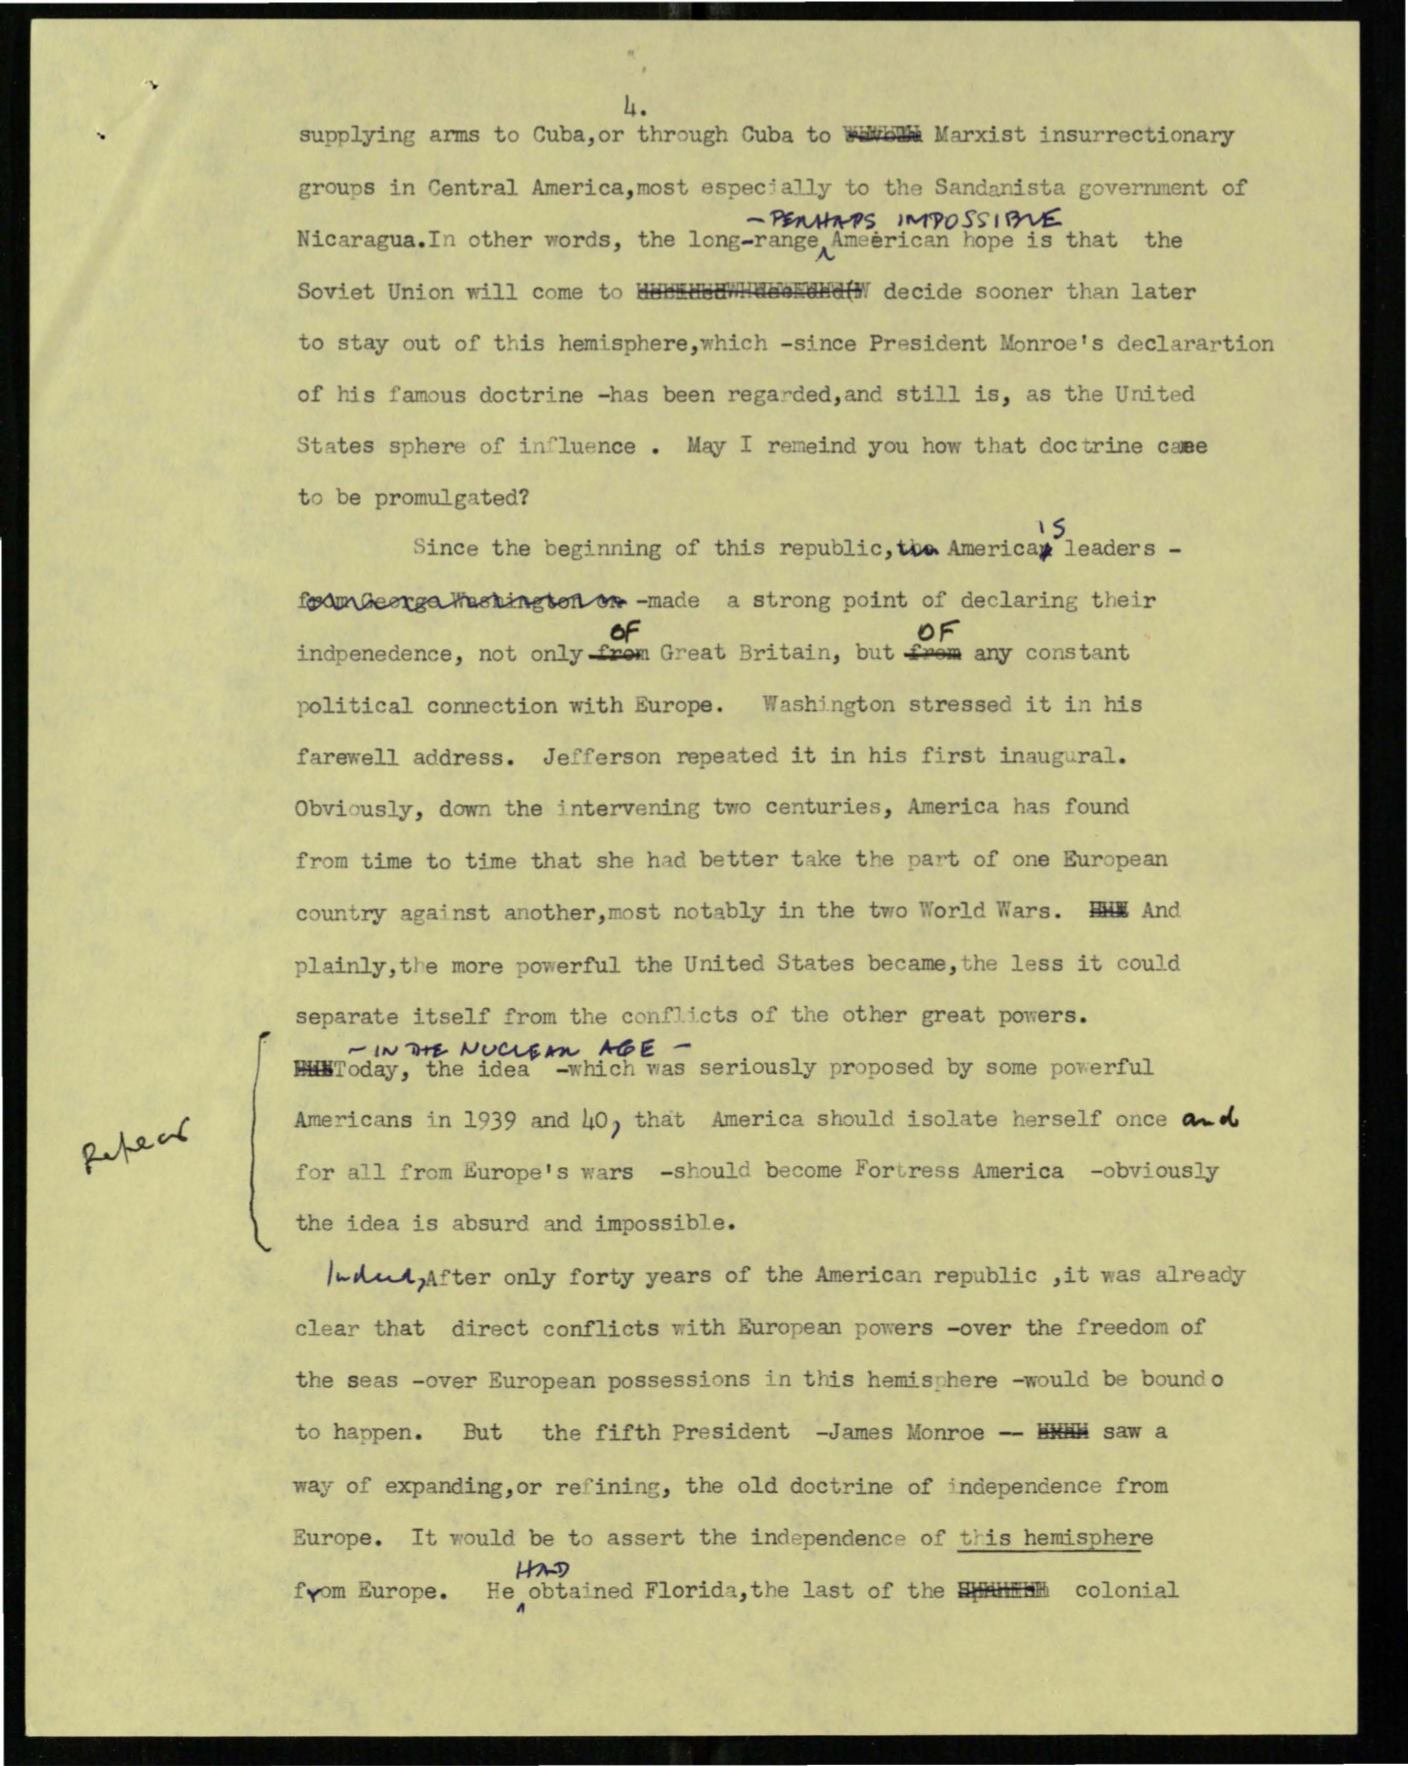 4.
supplying arms to Cuba,or through Cuba to Marxist insurrectionary
groups in Central America,most especially to the Sandanista government of
-PERHAPS IMPOSSIBLE
Nicaragua.In other words, the long-range Ameerican hope is that the
Soviet Union will come to decide sooner than later
to stay out of this hemisphere,which -since President Monroe's declarartion
of his famous doctrine -has been regarded,and still is, as the United
States sphere of influence . May I remeind you how that doctrine came
to be promulgated?
'S
Since the beginning of this republic, the America leaders -
from George Washington on -made a strong point of declaring their
OF OF
indpenedence, not only from Great Britain, but from any constant
political connection with Europe. Washington stressed it in his
farewell address. Jefferson repeated it in his first inaugural.
Obviously, down the intervening two centuries, America has found
from time to time that she had better take the part of one European
country against another,most notably in the two World Wars. And
plainly,the more powerful the United States became,the less it could
separate itself from the conflicts of the other great powers.
- IN THE NUCLEAR AGE -
Today, the idea -which was seriously proposed by some powerful
Americans in 1939 and 40, that America should isolate herself once and
for all from Europe's wars -should become Fortress America -obviously
the idea is absurd and impossible.
Indeed,After only forty years of the American republic ,it was already
clear that direct conflicts with European powers -over the freedom of
the seas -over European possessions in this hemisphere -would be boundo
to happen. But the fifth President -James Monroe -- saw a
way of expanding,or refining, the old doctrine of independence from
Europe. It would be to assert the independence of this hemisphere
HAD
from Europe. He obtained Florida,the last of the colonial